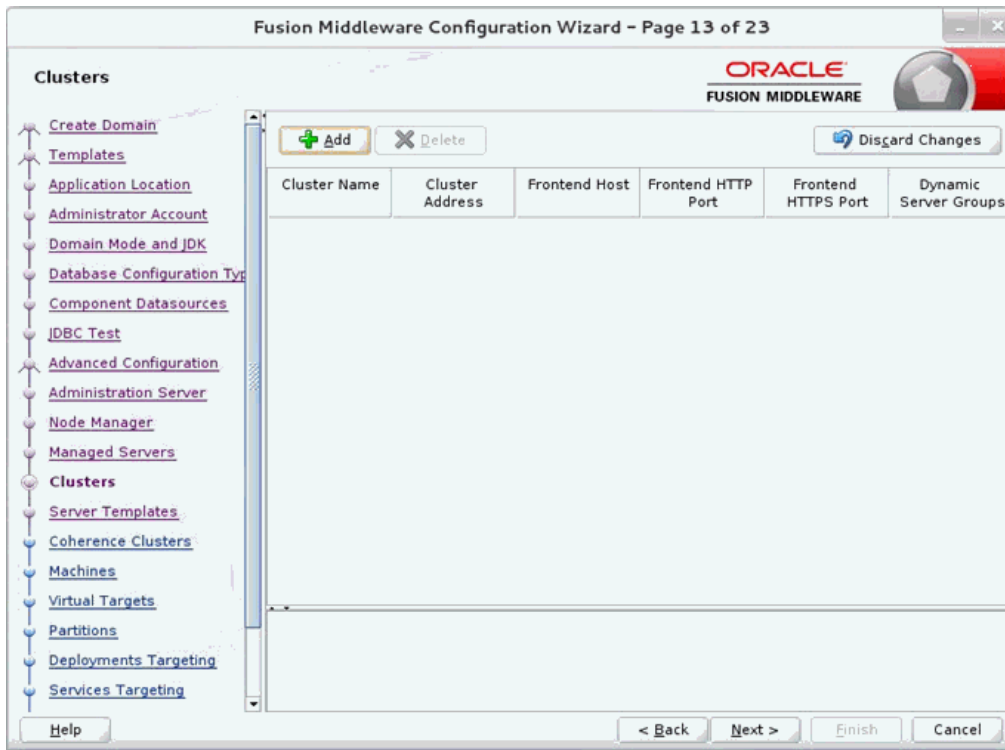 Fusion Middleware Configuration Wizard - Page 13 of 23
Clusters
ORACLE
FUSION MIDDLEWARE
Create Domain
Templates
Application Location
Administrator Account
Domain Mode and JDK
Database Configuration Typ
Component Datasources
JDBC Test
Advanced Configuration
Administration Server
Node Manager
Managed Servers
Clusters
Server Templates
Coherence Clusters
Machines
Virtual Targets
Partitions
Deployments Targeting
Services Targeting
Add
Delete
Discard Changes
Cluster Name
Cluster
Address
Frontend Host
Frontend HTTP
Port
Frontend
HTTPS Port
Dynamic
Server Groups
Help
< Back
Next >
Finish
Cancel